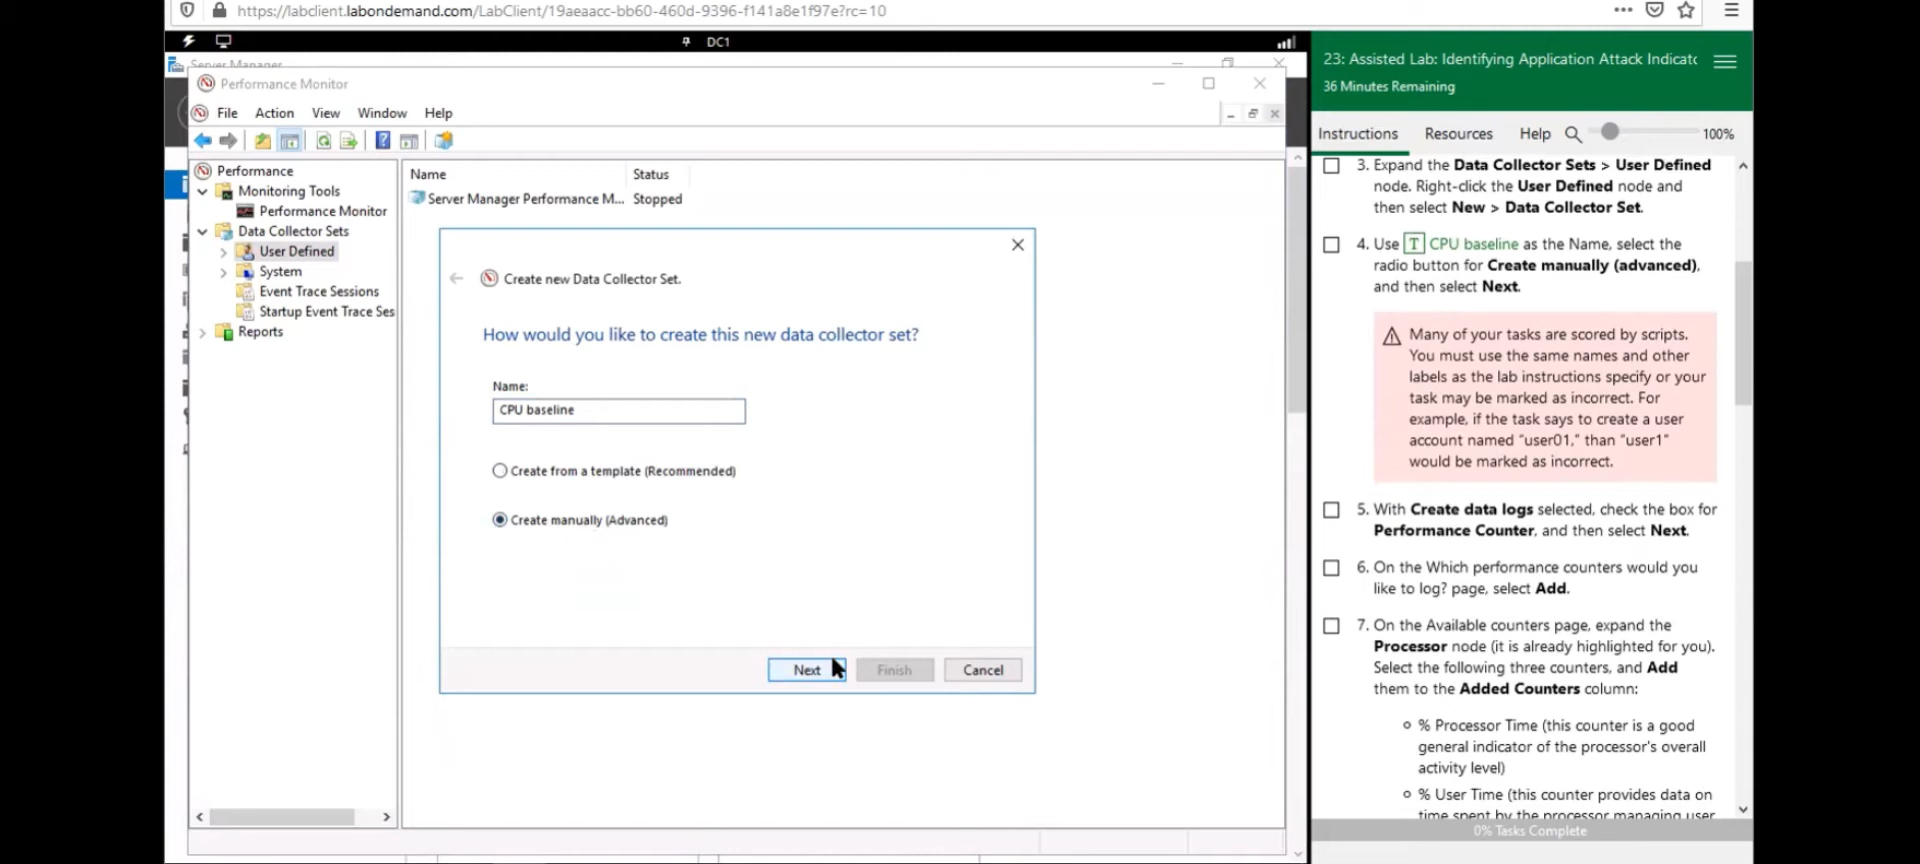 https://labclient.labondemand.com/LabClient/19aeaacc-bb60-460d-9396-f141a8e1f97e?rc=10
DC1
Server Manager
Performance Monitor
File Action View Window Help
Performance
Monitoring Tools
Performance Monitor
Data Collector Sets
User Defined
System
Event Trace Sessions
Startup Event Trace Ses
Reports
Name Status
Server Manager Performance M... Stopped
Create new Data Collector Set.
How would you like to create this new data collector set?
Name:
CPU baseline
Create from a template (Recommended)
Create manually (Advanced)
Next Finish Cancel
23: Assisted Lab: Identifying Application Attack Indicato
36 Minutes Remaining
Instructions Resources Help 100%
3. Expand the Data Collector Sets > User Defined
node. Right-click the User Defined node and
then select New > Data Collector Set.
4. Use T CPU baseline as the Name, select the
radio button for Create manually (advanced),
and then select Next.
Many of your tasks are scored by scripts.
You must use the same names and other
labels as the lab instructions specify or your
task may be marked as incorrect. For
example, if the task says to create a user
account named "user01," than "user1"
would be marked as incorrect.
5. With Create data logs selected, check the box for
Performance Counter, and then select Next.
6. On the Which performance counters would you
like to log? page, select Add.
7. On the Available counters page, expand the
Processor node (it is already highlighted for you).
Select the following three counters, and Add
them to the Added Counters column:
% Processor Time (this counter is a good
general indicator of the processor's overall
activity level)
% User Time (this counter provides data on
time spent by the processor managing user
0% Tasks Complete